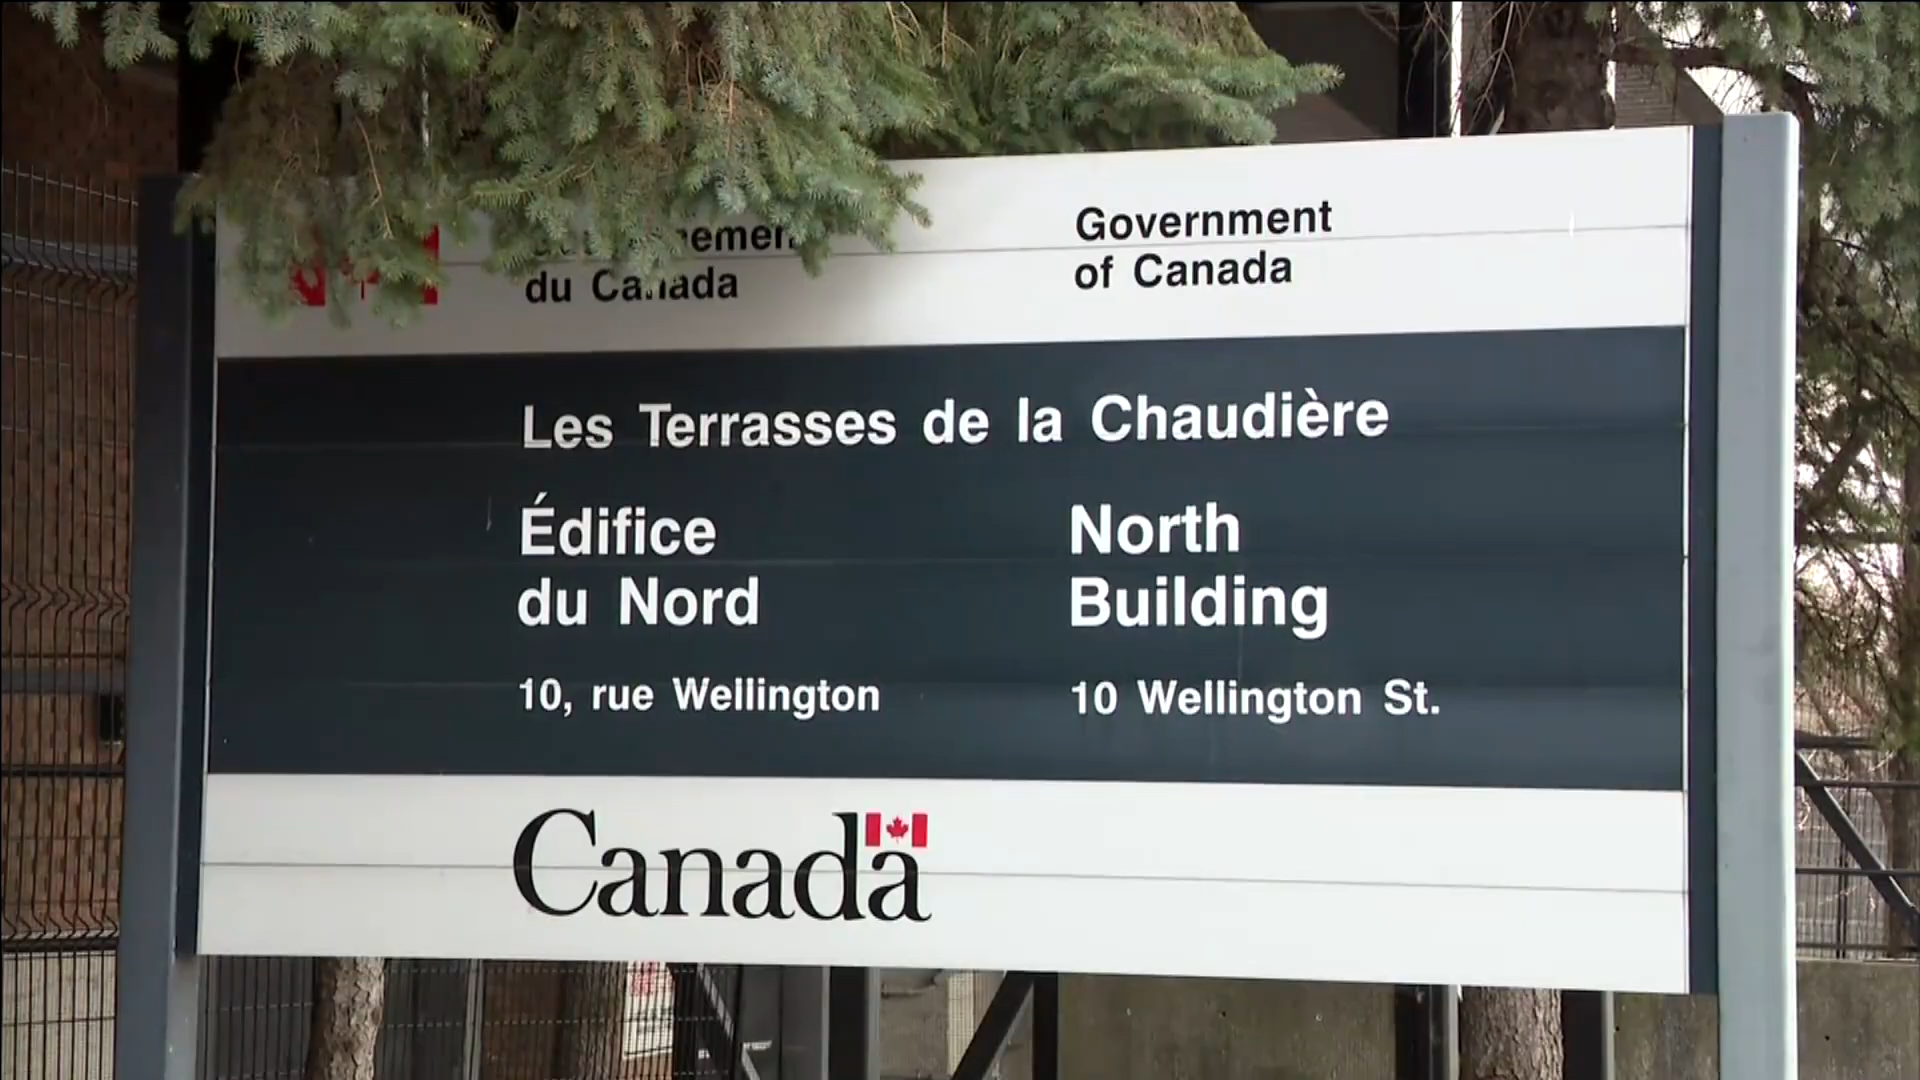 du Canada
Government
of Canada
Les Terrasses de la Chaudière
Édifice
du Nord
10, rue Wellington
North
Building
10 Wellington St.
Canada